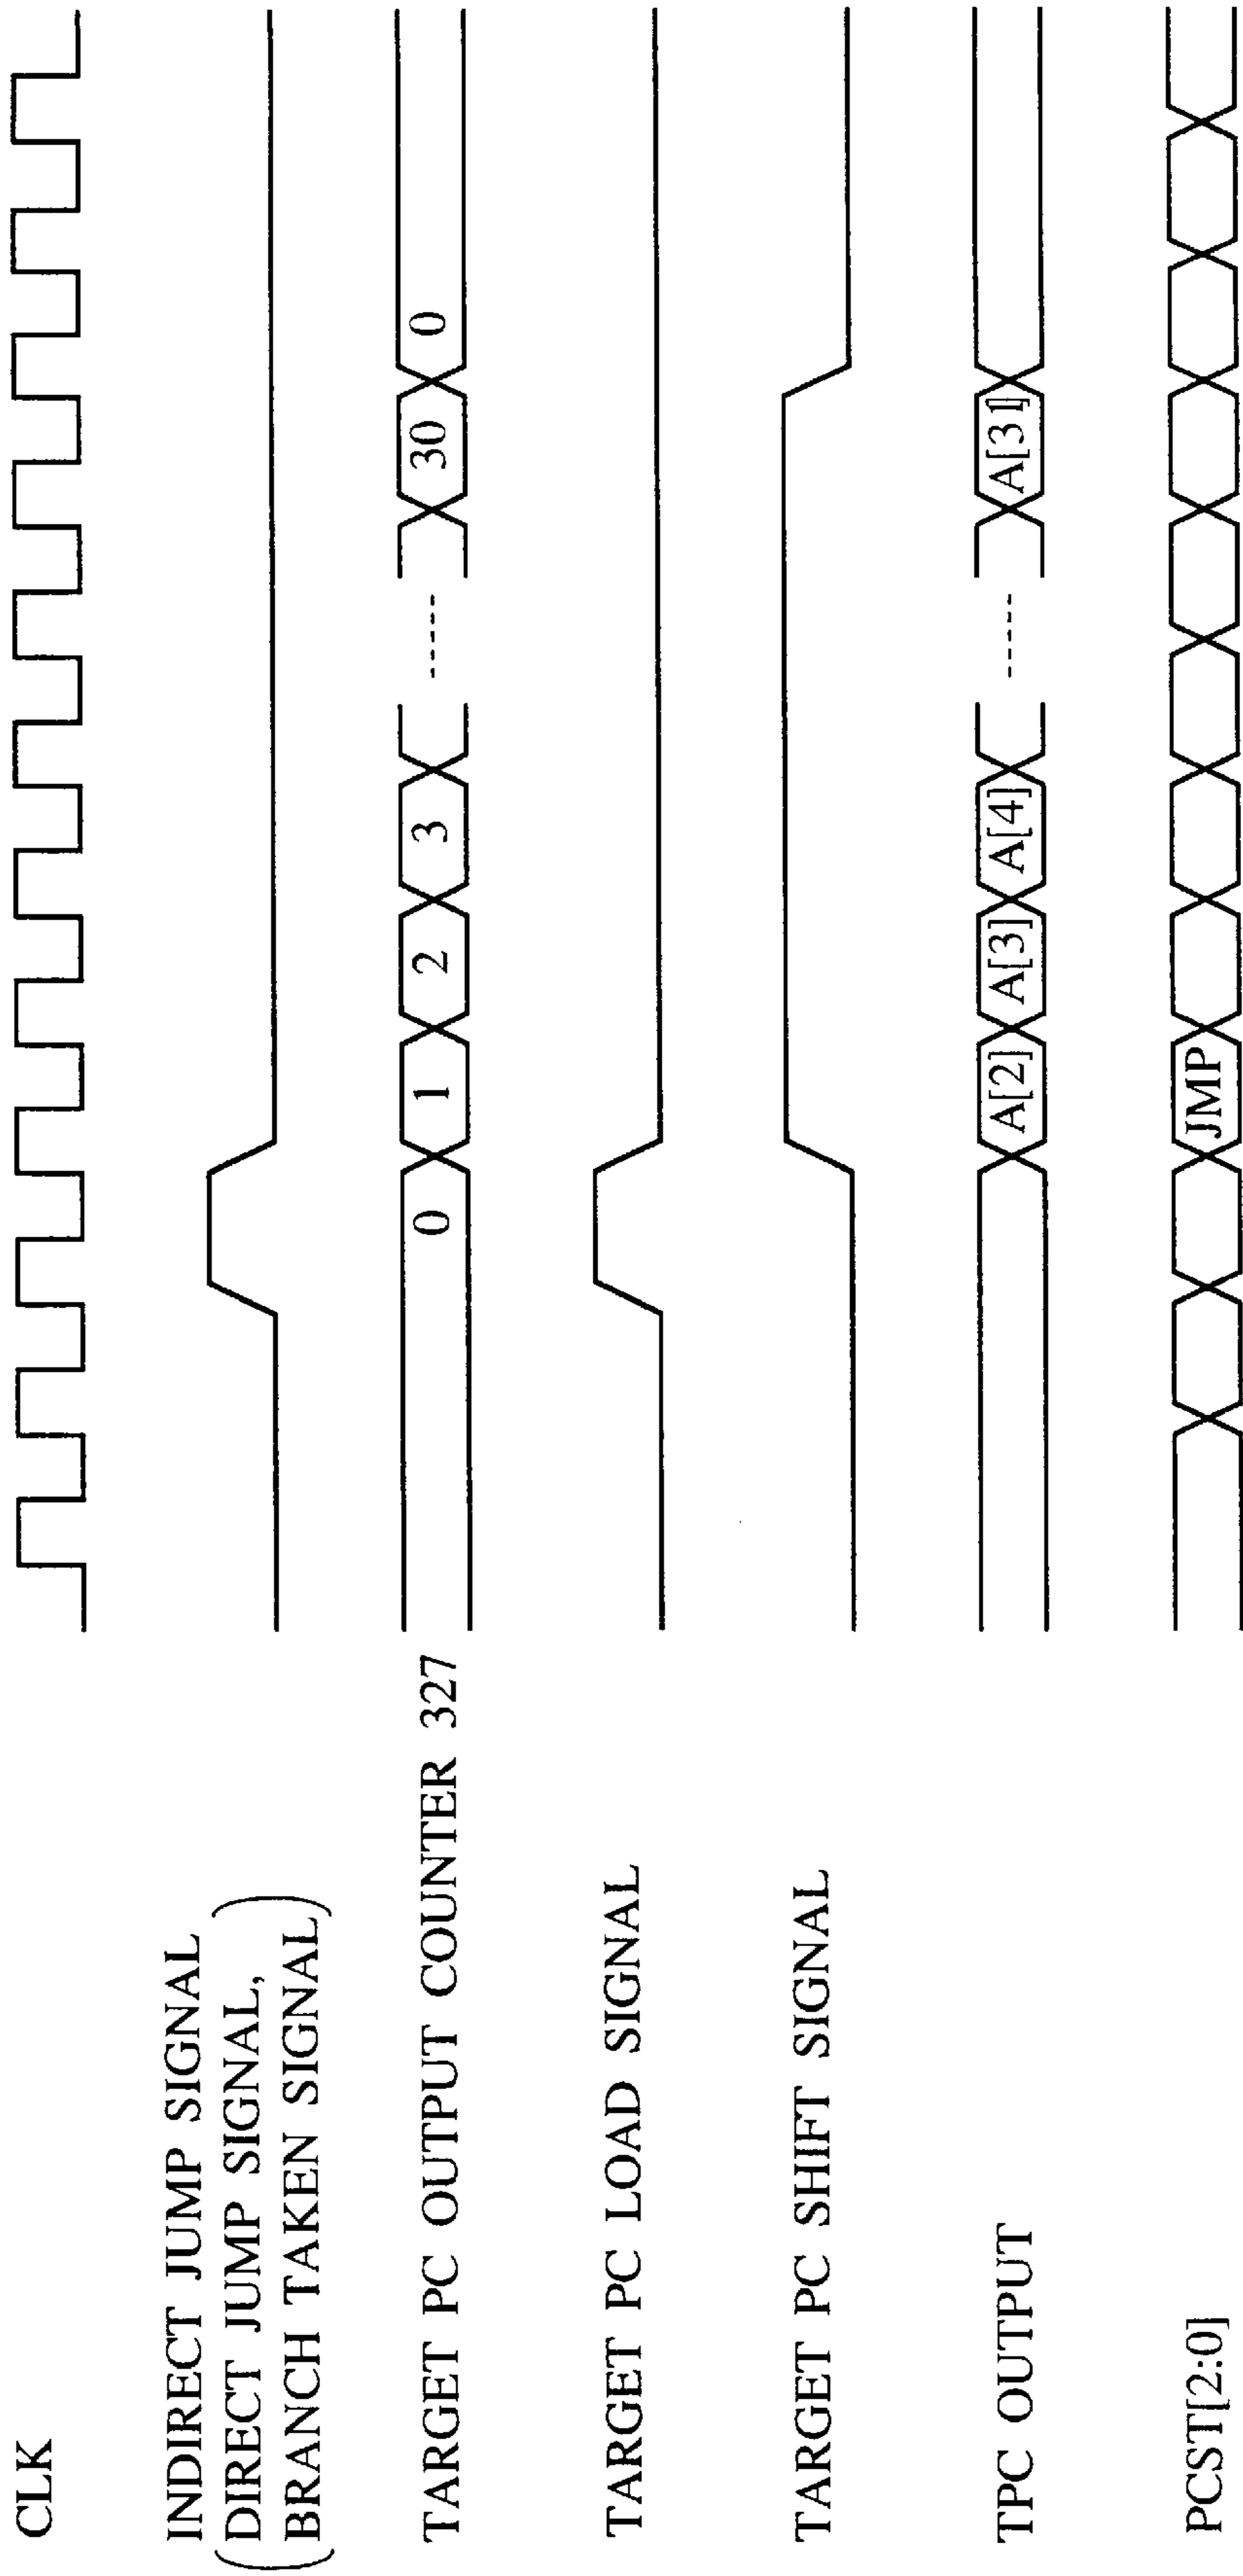 CLK
INDIRECT JUMP SIGNAL
(DIRECT JUMP SIGNAL,
BRANCH TAKEN SIGNAL)
TARGET PC OUTPUT COUNTER 327
0 1 2 3 ----- 30 0
TARGET PC LOAD SIGNAL
TARGET PC SHIFT SIGNAL
TPC OUTPUT
A[2] A[3] A[4] ----- A[31]
PCST[2:0]
JMP